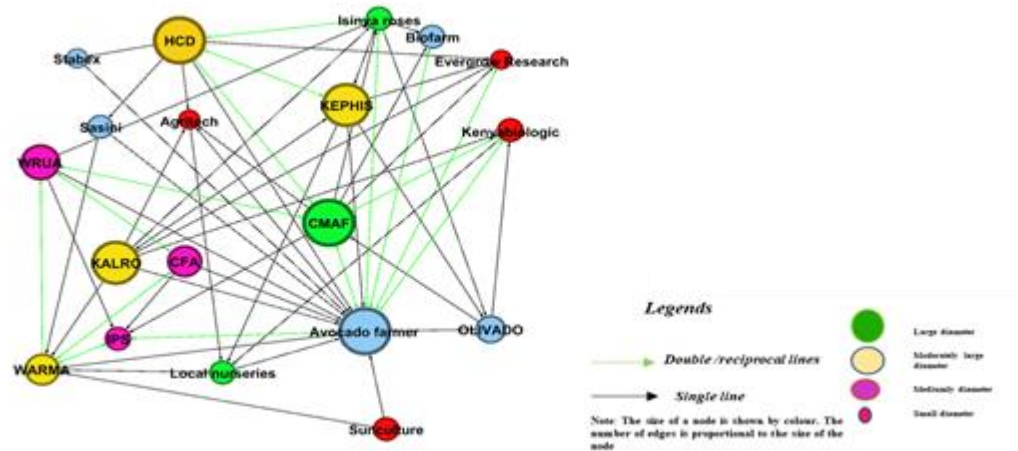 Isinya roses
HCD
Biofarm
Stabex
Evergrow Research
KEPHIS
Sasini
Agritech
Kenyabiologic
WRUA
CMAF
KALRO
CFA
Avocado farmer
OLIVADO
IPS
WARMA
Local nurseries
Sunculture
Legends
Large diameter
Double /reciprocal lines
Moderately large
diameter
Single line
Mediumly diameter
Small diameter
Note The size of a node is shown by colour. The
number of edges is proportional to the size of the
node